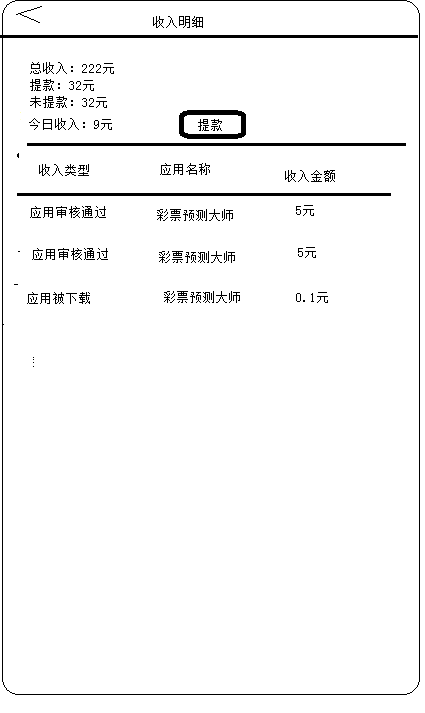 收入明细
总收入：222元
提款：32元
未提款：32元
今日收入：9元 提款
收入类型 应用名称 收入金额
应用审核通过 彩票预测大师 5元
应用审核通过 彩票预测大师 5元
应用被下载 彩票预测大师 0.1元